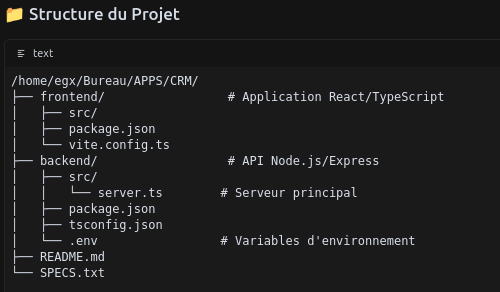 📁 Structure du Projet
text
/home/egx/Bureau/APPS/CRM/
├── frontend/                 # Application React/TypeScript
│   ├── src/
│   ├── package.json
│   └── vite.config.ts
├── backend/                  # API Node.js/Express
│   ├── src/
│   │   └── server.ts        # Serveur principal
│   ├── package.json
│   ├── tsconfig.json
│   └── .env                 # Variables d'environnement
├── README.md
└── SPECS.txt